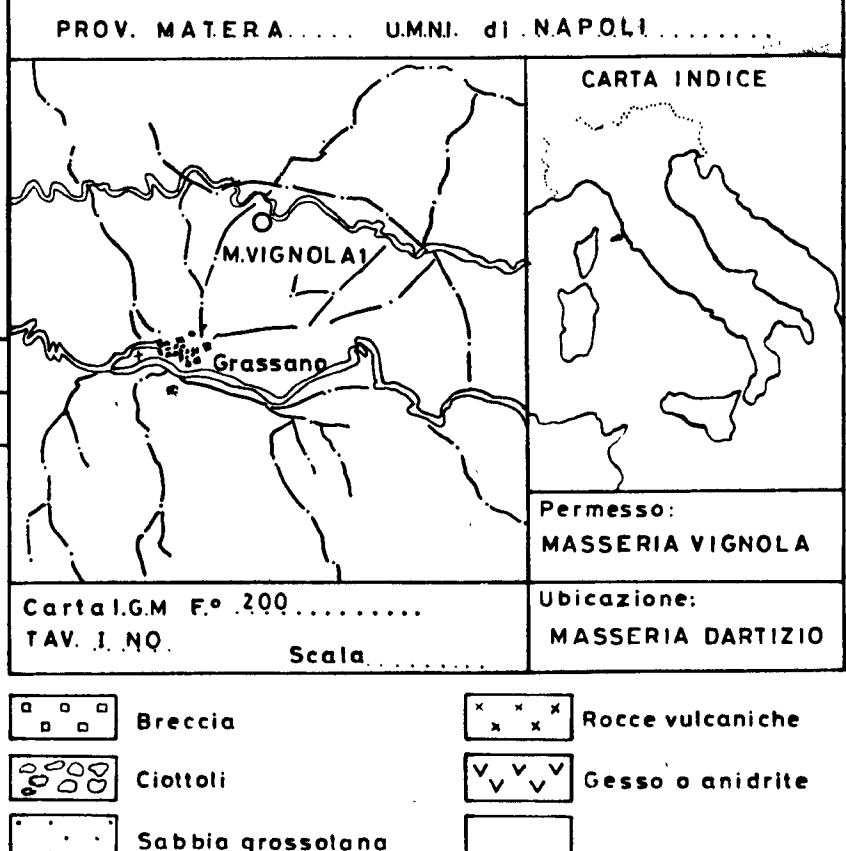 PROV. MATERA..... U.M.N.I. di .NAPOLI.........
CARTA INDICE
M.VIGNOLA1
Grassano
Permesso:
MASSERIA VIGNOLA
Carta I.G.M F.º .200..........
TAV. .I. NO.
Scala.........
Ubicazione:
MASSERIA DARTIZIO
Breccia
Rocce vulcaniche
Ciottoli
Gesso o anidrite
Sabbia grossolana